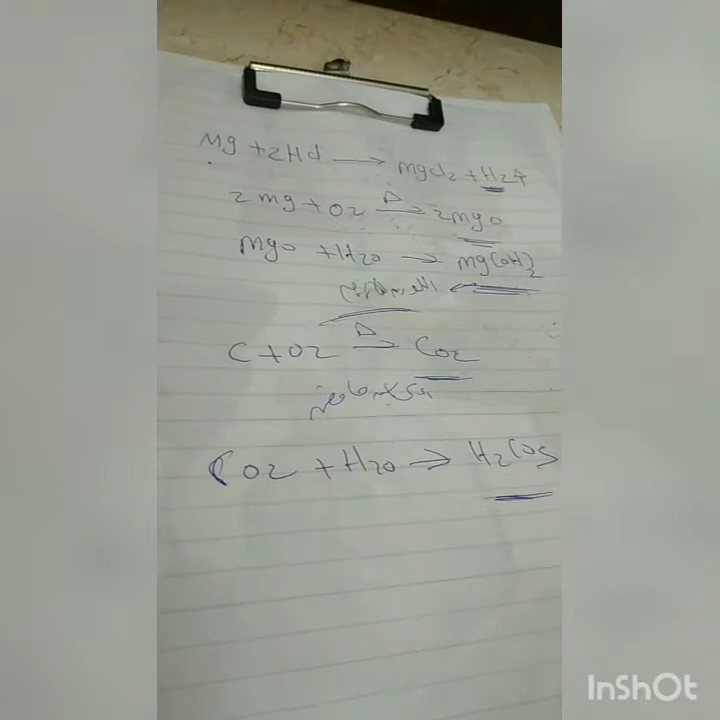 Mg + 2HCl → MgCl2 + H2↑
2Mg + O2 →Δ 2MgO
MgO + H2O → Mg(OH)2
C + O2 →Δ CO2
CO2 + H2O → H2CO3
InShOt